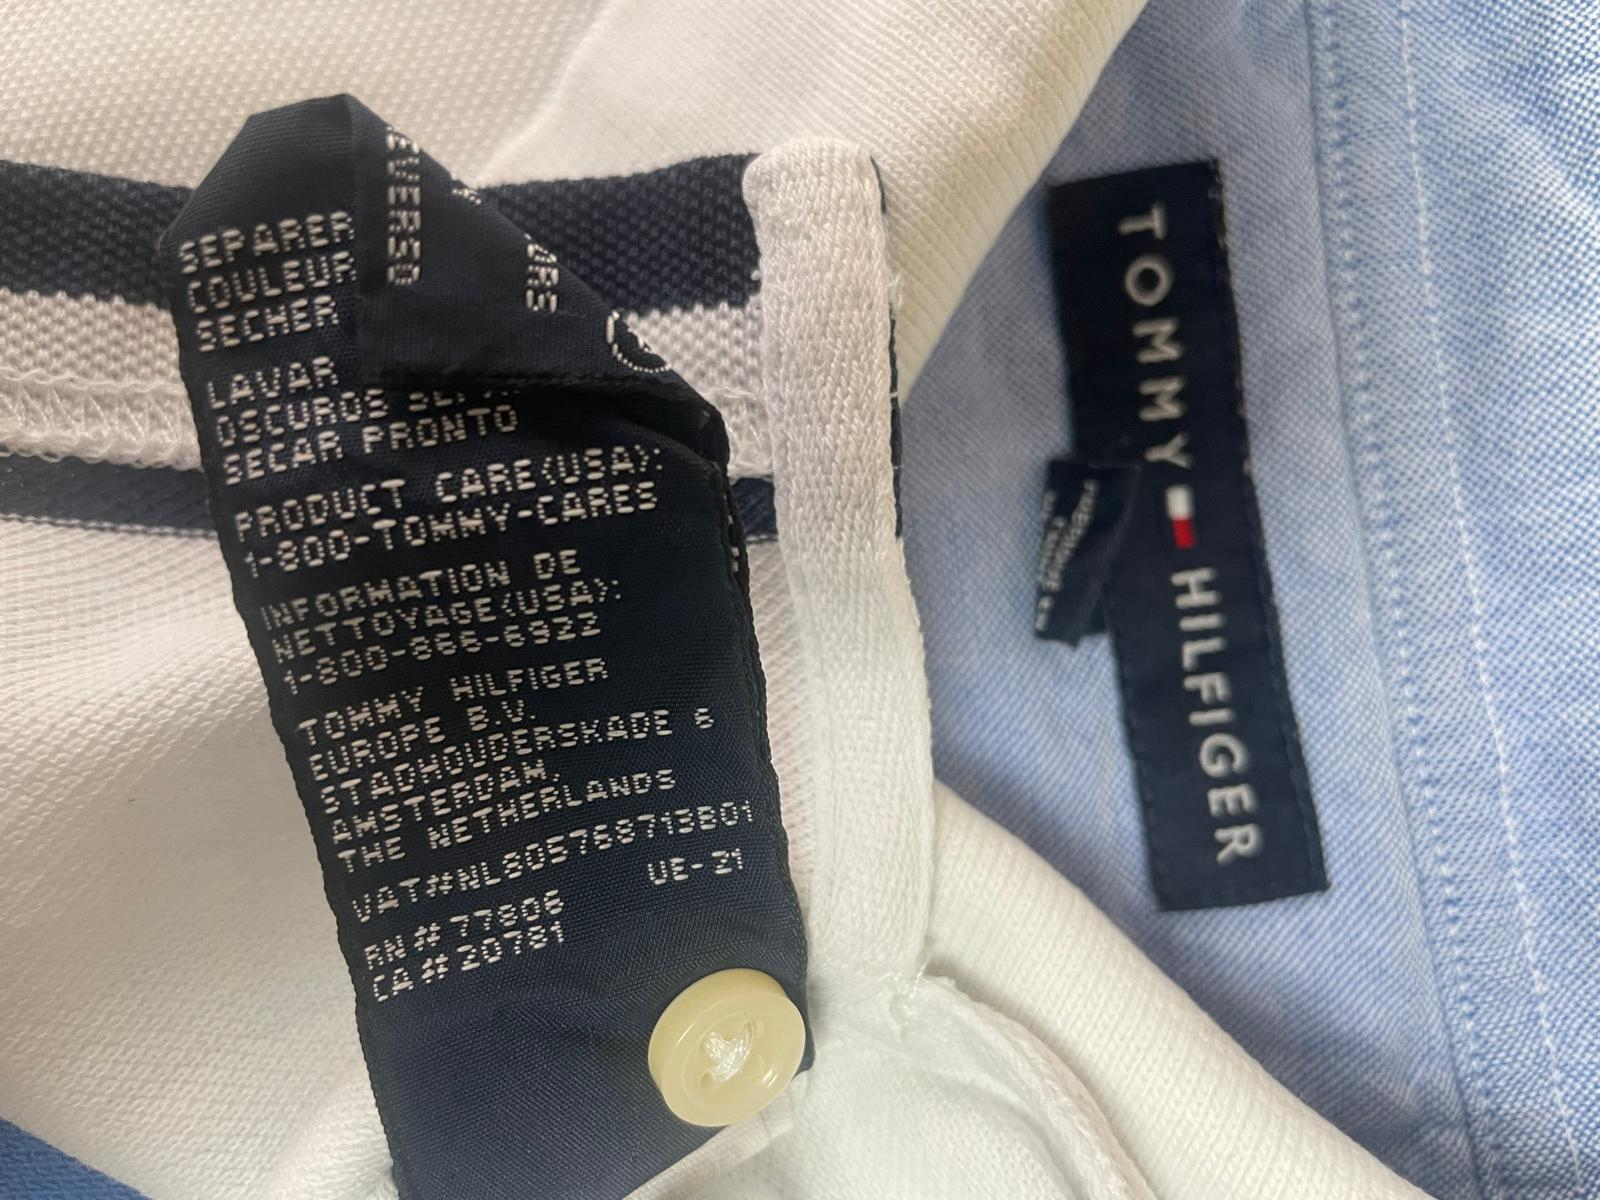 SEPARER
COULEUR
SECHER
LAVAR
OSCUROS
SECAR PRONTO
PRODUCT CARE(USA):
1-800-TOMMY-CARES
INFORMATION DE
NETTOYAGE(USA):
1-800-866-6922
TOMMY HILFIGER
EUROPE B.V.
STADHOUDERSKADE 6
AMSTERDAM,
THE NETHERLANDS
VAT#NL805768713B01
UE-21
RN# 77806
CA# 20781
TOMMY HILFIGER